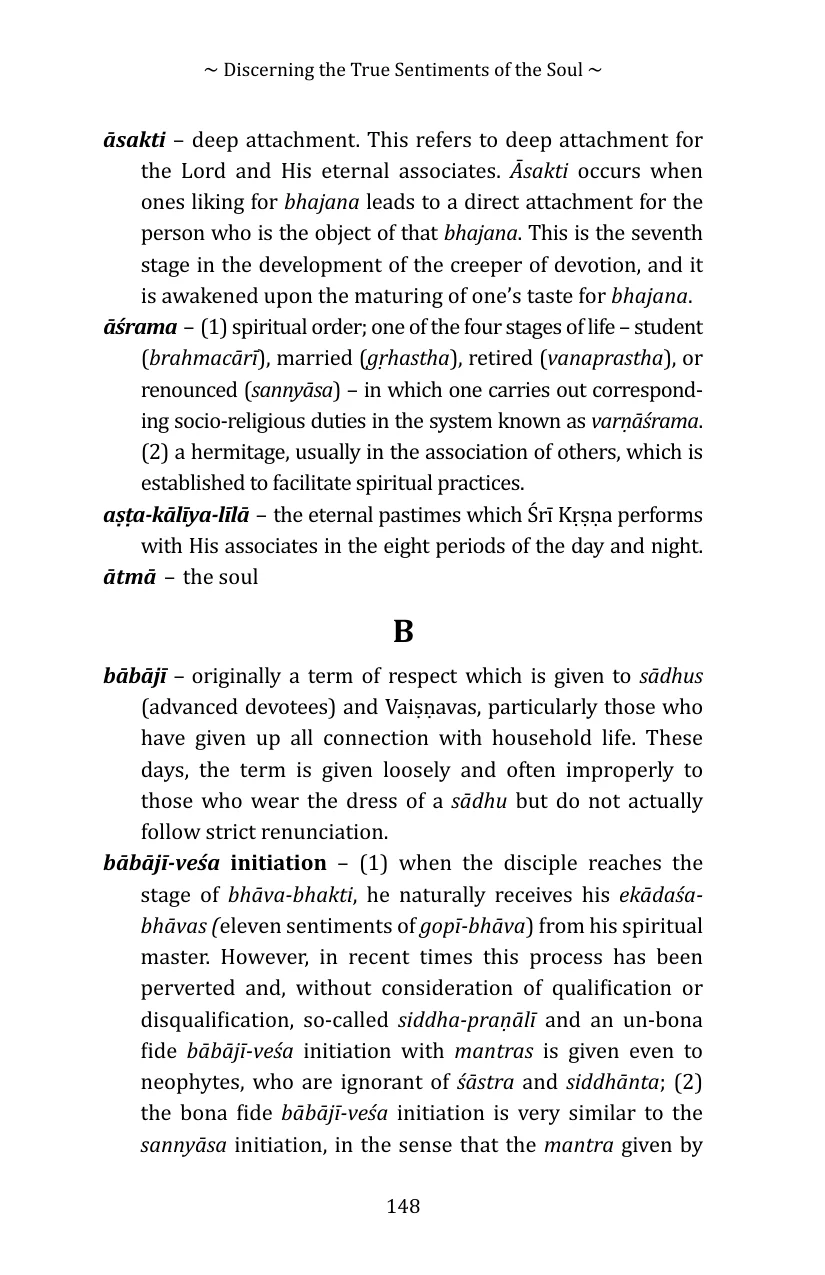 ~ Discerning the True Sentiments of the Soul ~
āsakti – deep attachment. This refers to deep attachment for
the Lord and His eternal associates. Āsakti occurs when
ones liking for bhajana leads to a direct attachment for the
person who is the object of that bhajana. This is the seventh
stage in the development of the creeper of devotion, and it
is awakened upon the maturing of one’s taste for bhajana.
āśrama – (1) spiritual order; one of the four stages of life – student
(brahmacārī), married (gṛhastha), retired (vanaprastha), or
renounced (sannyāsa) – in which one carries out correspond-
ing socio-religious duties in the system known as varṇāśrama.
(2) a hermitage, usually in the association of others, which is
established to facilitate spiritual practices.
aṣṭa-kālīya-līlā – the eternal pastimes which Śrī Kṛṣṇa performs
with His associates in the eight periods of the day and night.
ātmā – the soul
B
bābājī – originally a term of respect which is given to sādhus
(advanced devotees) and Vaiṣṇavas, particularly those who
have given up all connection with household life. These
days, the term is given loosely and often improperly to
those who wear the dress of a sādhu but do not actually
follow strict renunciation.
bābājī-veśa initiation – (1) when the disciple reaches the
stage of bhāva-bhakti, he naturally receives his ekādaśa-
bhāvas (eleven sentiments of gopī-bhāva) from his spiritual
master. However, in recent times this process has been
perverted and, without consideration of qualification or
disqualification, so-called siddha-praṇālī and an un-bona
fide bābājī-veśa initiation with mantras is given even to
neophytes, who are ignorant of śāstra and siddhānta; (2)
the bona fide bābājī-veśa initiation is very similar to the
sannyāsa initiation, in the sense that the mantra given by
148